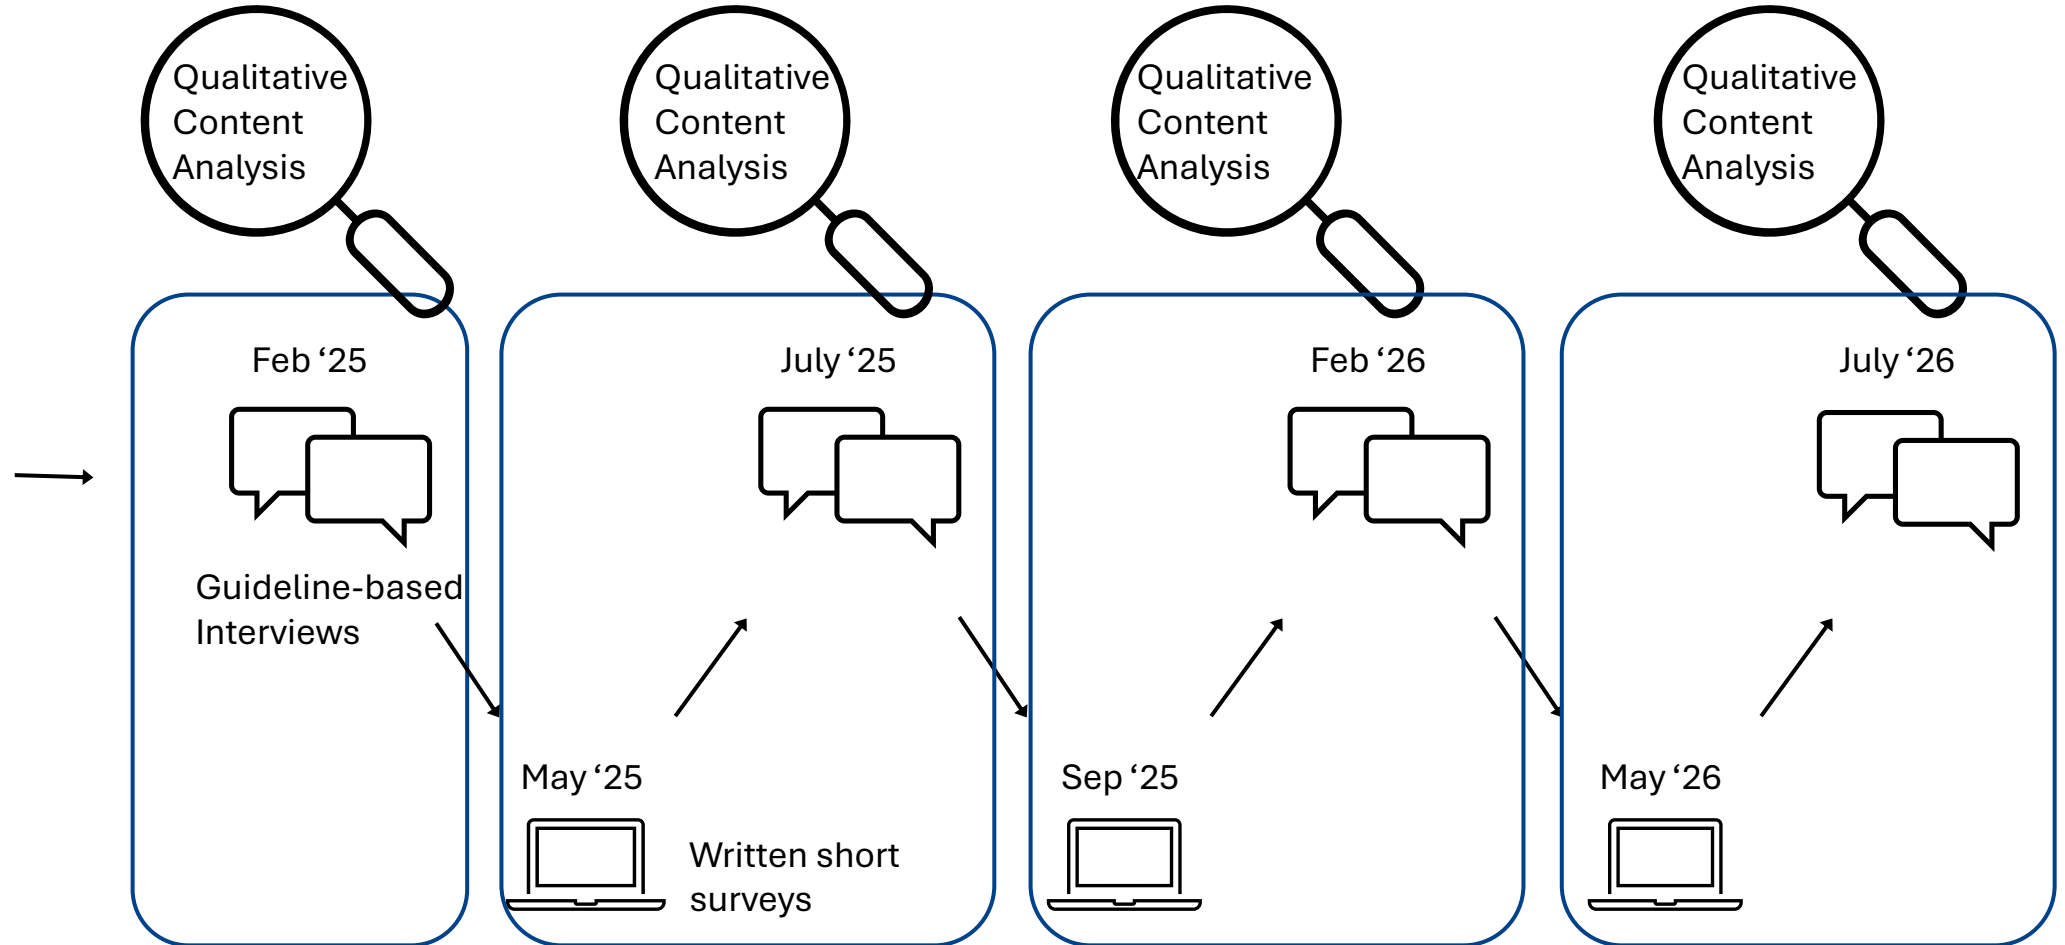 Qualitative
Content
Analysis
Qualitative
Content
Analysis
Qualitative
Content
Analysis
Qualitative
Content
Analysis
Feb ‘25
July ‘25
Feb ‘26
July ‘26
Guideline-based
Interviews
May ‘25
Sep ‘25
May ‘26
Written short
surveys